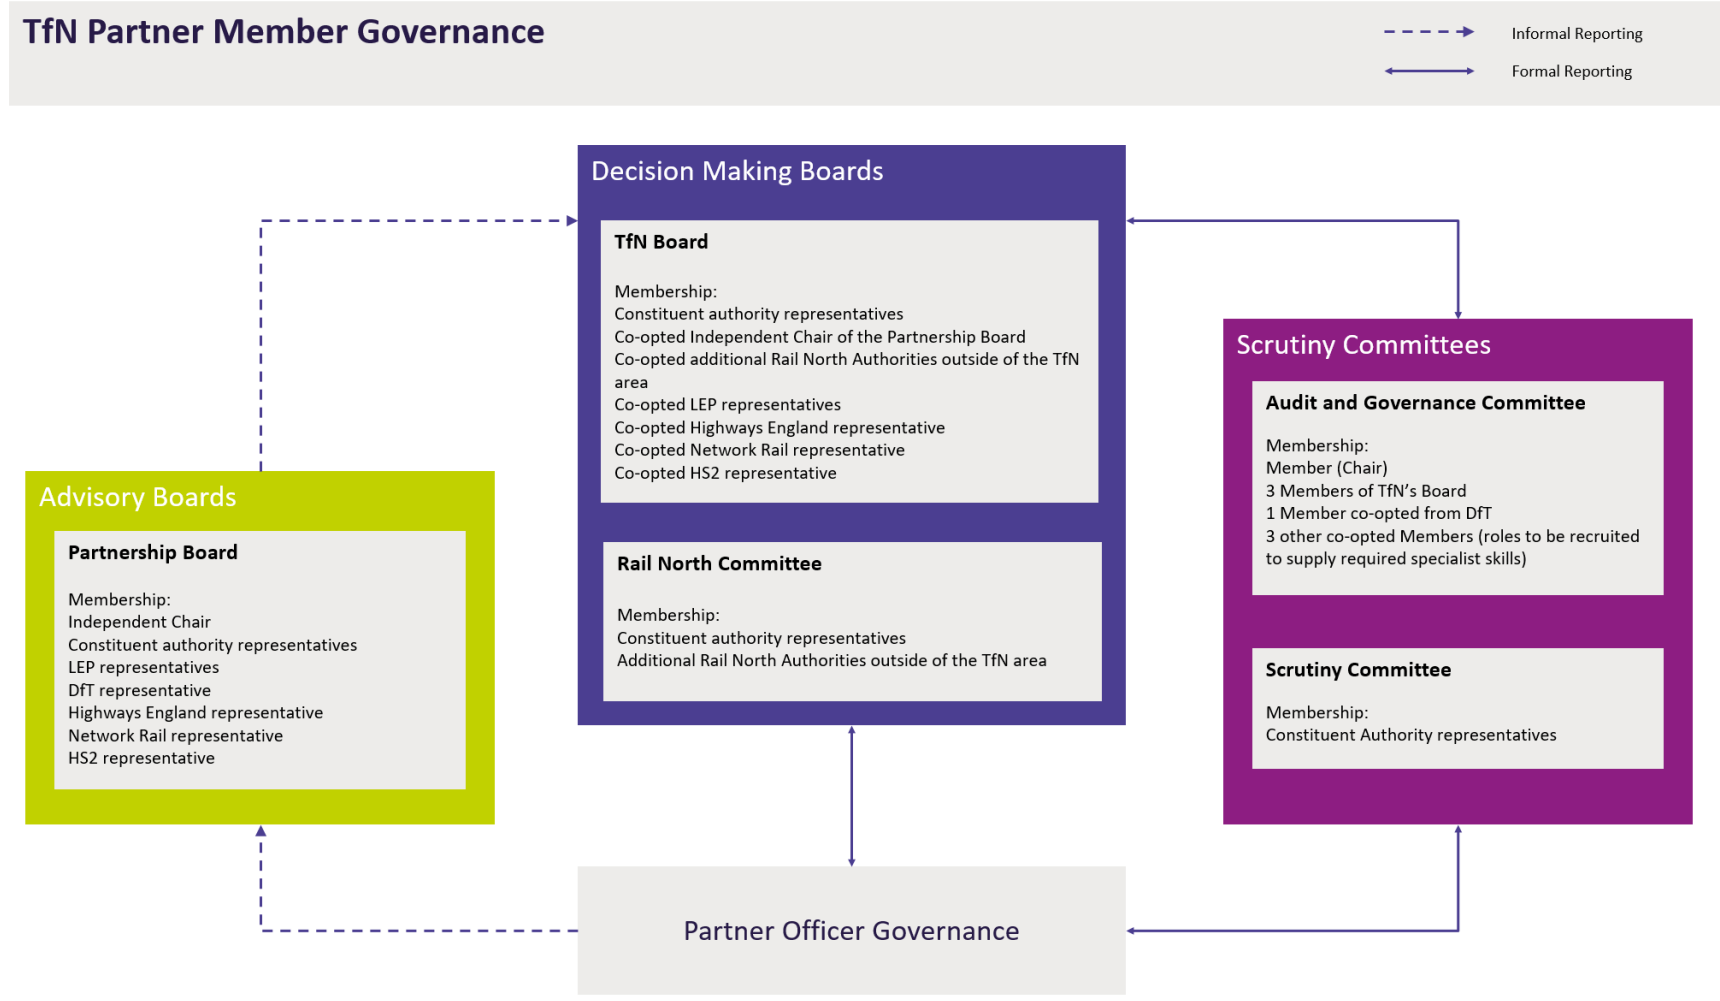 TfN Partner Member Governance
Informal Reporting
Formal Reporting
Decision Making Boards
TfN Board
Membership:
Constituent authority representatives
Co-opted Independent Chair of the Partnership Board
Co-opted additional Rail North Authorities outside of the TfN
area
Co-opted LEP representatives
Co-opted Highways England representative
Co-opted Network Rail representative
Co-opted HS2 representative
Rail North Committee
Membership:
Constituent authority representatives
Additional Rail North Authorities outside of the TfN area
Scrutiny Committees
Audit and Governance Committee
Membership:
Member (Chair)
3 Members of TfN’s Board
1 Member co-opted from DfT
3 other co-opted Members (roles to be recruited
to supply required specialist skills)
Scrutiny Committee
Membership:
Constituent Authority representatives
Advisory Boards
Partnership Board
Membership:
Independent Chair
Constituent authority representatives
LEP representatives
DfT representative
Highways England representative
Network Rail representative
HS2 representative
Partner Officer Governance